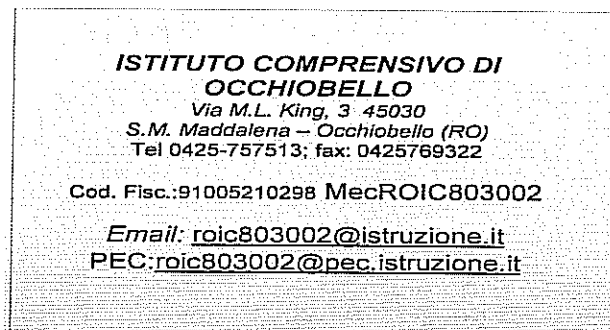 ISTITUTO COMPRENSIVO DI
OCCHIOBELLO
Via M.L. King, 3 45030
S.M. Maddalena – Occhiobello (RO)
Tel 0425-757513; fax: 0425769322
Cod. Fisc.:91005210298 MecROIC803002
Email: roic803002@istruzione.it
PEC:roic803002@pec.istruzione.it